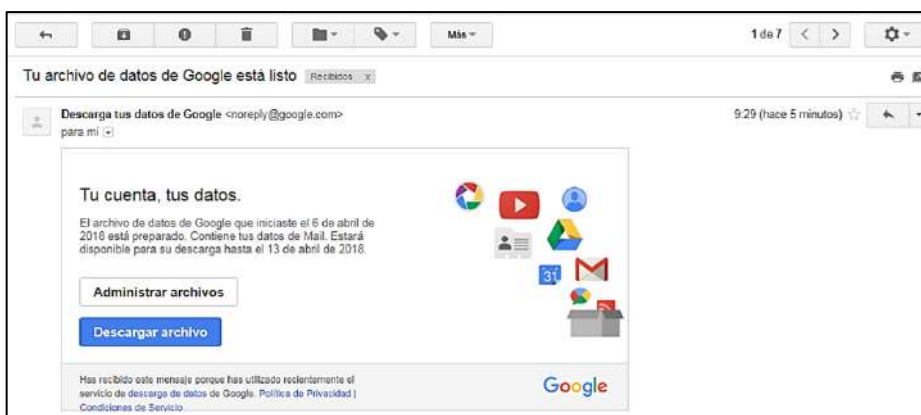 Más
1 de 7
Tu archivo de datos de Google está listo Recibidos x
Descarga tus datos de Google <noreply@google.com>
9:29 (hace 5 minutos)
para mí
Tu cuenta, tus datos.
El archivo de datos de Google que iniciaste el 6 de abril de
2018 está preparado. Contiene tus datos de Mail. Estará
disponible para su descarga hasta el 13 de abril de 2018.
31
Administrar archivos
Descargar archivo
Has recibido este mensaje porque has utilizado recientemente el
servicio de descarga de datos de Google. Política de Privacidad |
Condiciones de Servicio
Google